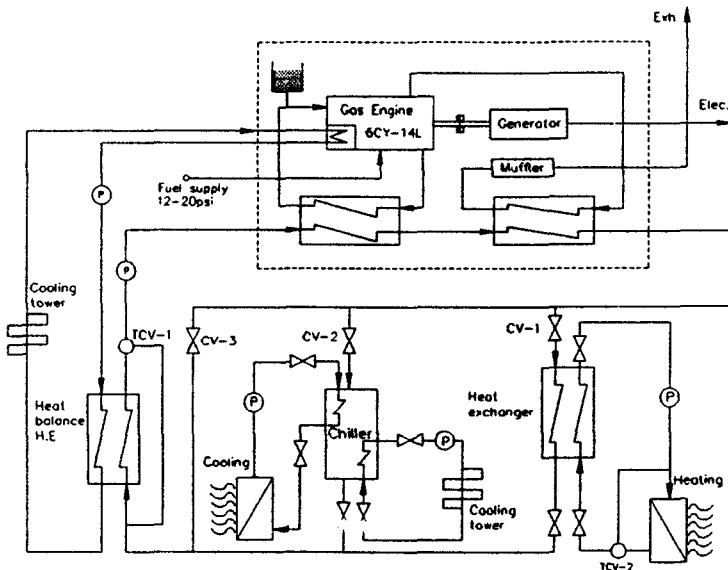 Exh
Elec.
Gas Engine
6CY-14L
Generator
Muffler
Fuel supply
12-20psi
P
P
Cooling
tower
TCV-1
CV-3
CV-2
CV-1
Heat
balance
H.E
P
Chiller
P
Heat
exchanger
P
Cooling
Cooling
tower
Heating
TCV-2